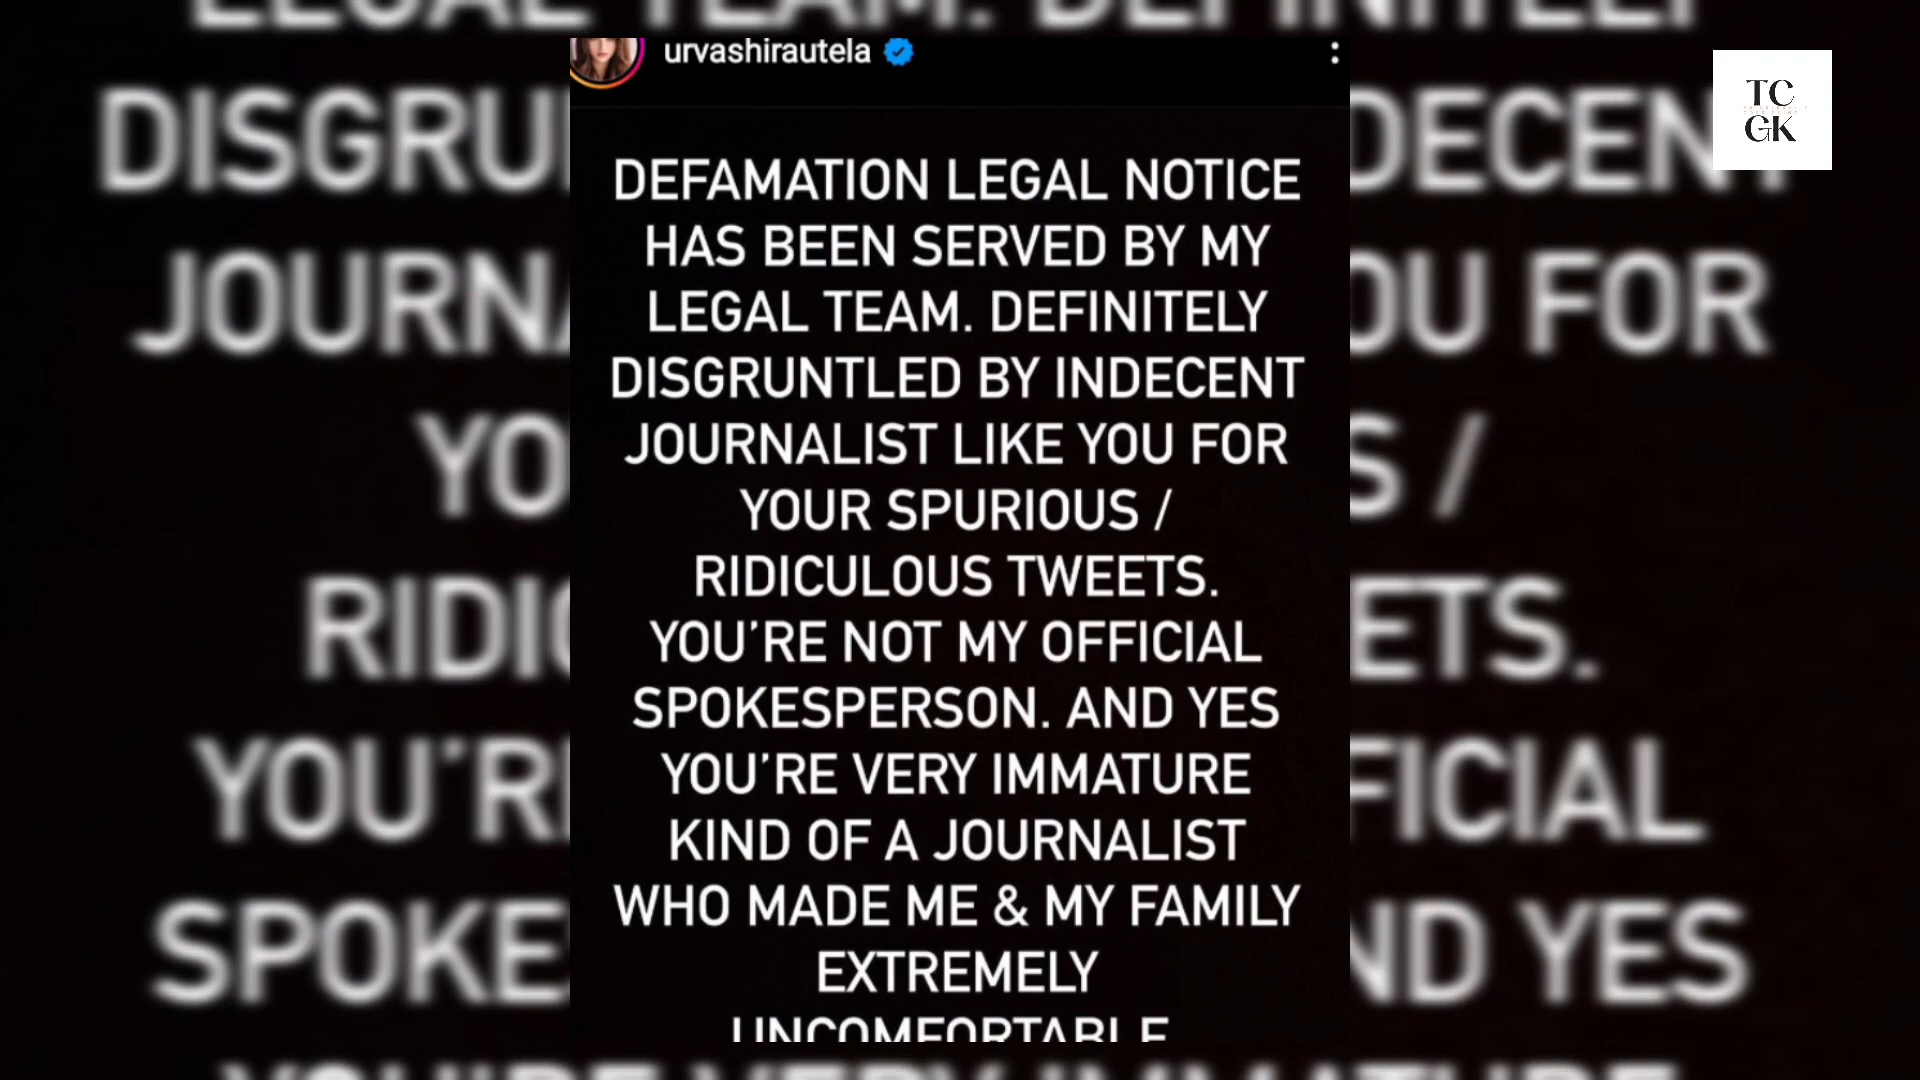 urvashirautela
TC
GK
DEFAMATION LEGAL NOTICE
HAS BEEN SERVED BY MY
LEGAL TEAM. DEFINITELY
DISGRUNTLED BY INDECENT
JOURNALIST LIKE YOU FOR
YOUR SPURIOUS /
RIDICULOUS TWEETS.
YOU’RE NOT MY OFFICIAL
SPOKESPERSON. AND YES
YOU’RE VERY IMMATURE
KIND OF A JOURNALIST
WHO MADE ME & MY FAMILY
EXTREMELY
UNCOMFORTABLE